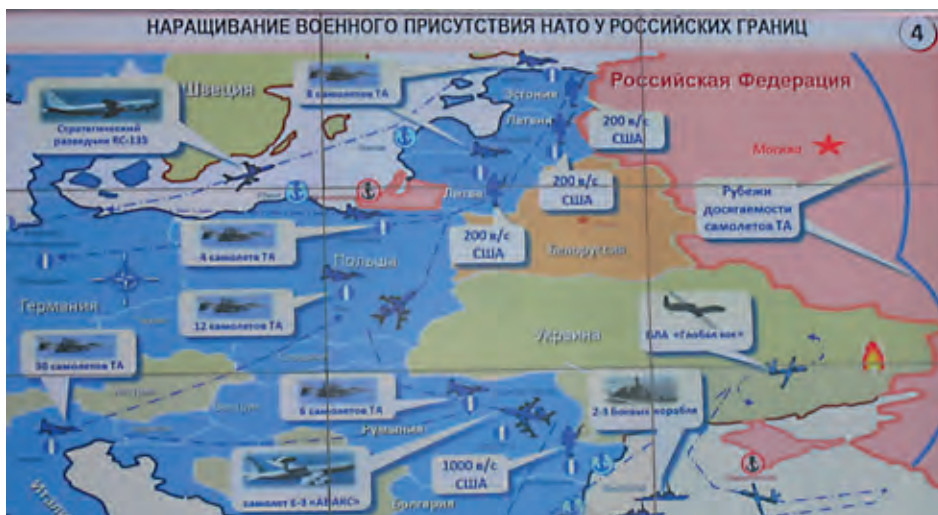 НАРАЩИВАНИЕ ВОЕННОГО ПРИСУТСТВИЯ НАТО У РОССИЙСКИХ ГРАНИЦ
4
Швеция
8 самолетов ТА
Эстония
Российская Федерация
Стратегический
разведчик RC-135
Латвия
200 в/с
США
Москва
Литва
200 в/с
США
Рубежи
досягаемости
самолетов ТА
200 в/с
США
Белоруссия
4 самолета ТА
Польша
Германия
12 самолетов ТА
Украина
БЛА «Глобал хок»
30 самолетов ТА
6 самолетов ТА
2-3 боевых корабля
Румыния
1000 в/с
США
самолет Е-3 «АВАКС»
Болгария